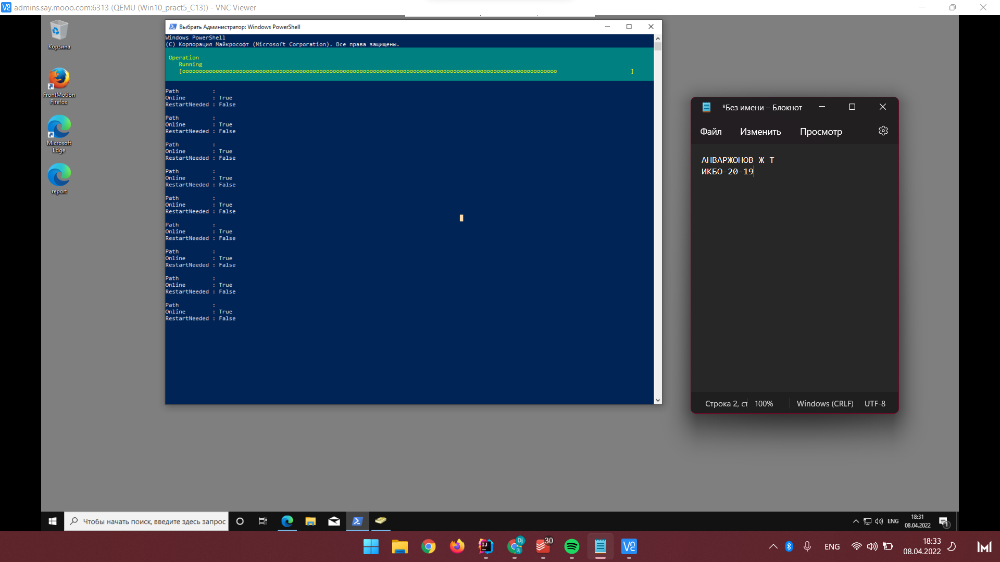 admins.say.mooo.com:6313 (QEMU (Win10_pract5_C13)) - VNC Viewer
Корзина
FrontMotion
Firefox
Microsoft
Edge
report
Выбрать Администратор: Windows PowerShell
Windows PowerShell
(C) Корпорация Майкрософт (Microsoft Corporation). Все права защищены.
Operation
Running
[oooooooooooooooooooooooooooooooooooooooooooooooooooooooooooooooooooooooooooooooooooooooooooooooooooooooooooooooo ]
Path :
Online : True
RestartNeeded : False
Path :
Online : True
RestartNeeded : False
Path :
Online : True
RestartNeeded : False
Path :
Online : True
RestartNeeded : False
Path :
Online : True
RestartNeeded : False
Path :
Online : True
RestartNeeded : False
Path :
Online : True
RestartNeeded : False
Path :
Online : True
RestartNeeded : False
Path :
Online : True
RestartNeeded : False
*Без имени – Блокнот
Файл Изменить Просмотр
АНВАРЖОНОВ Ж Т
ИКБО-20-19
Строка 2, ст 100% Windows (CRLF) UTF-8
Чтобы начать поиск, введите здесь запрос
ENG 18:31
08.04.2022
1
Dj
Dj
30
ENG 18:33
08.04.2022